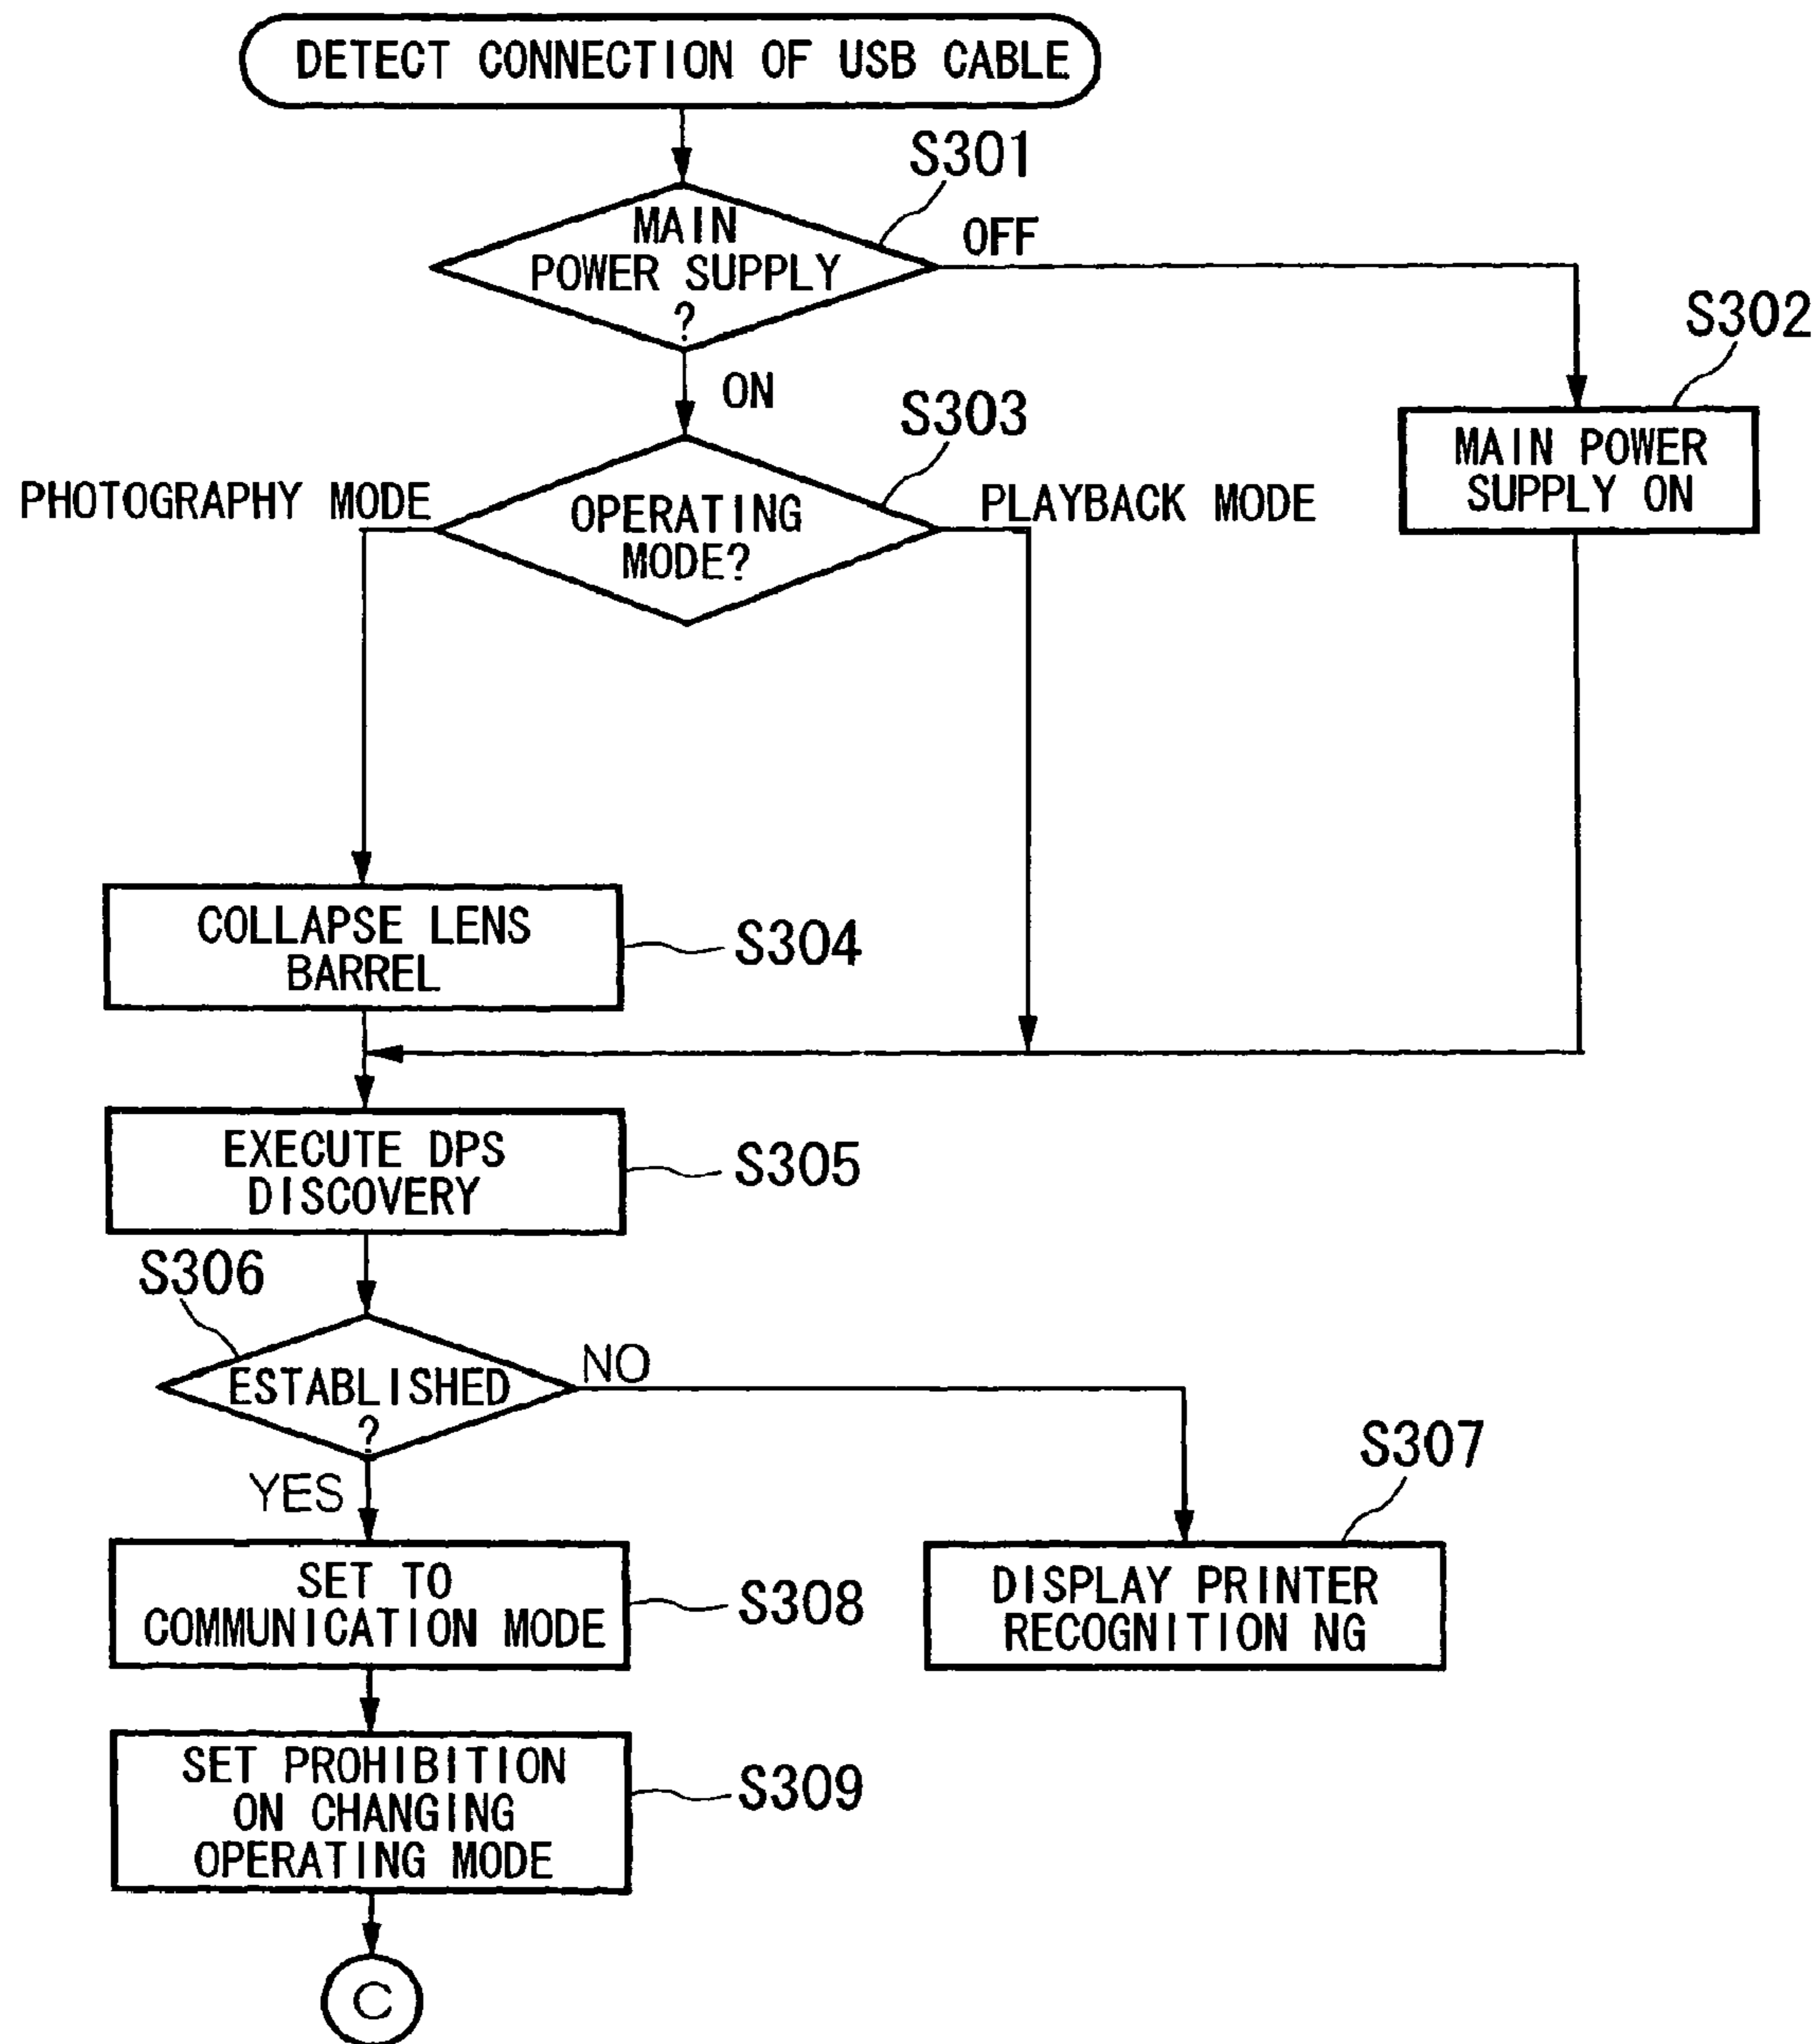 DETECT CONNECTION OF USB CABLE
S301
MAIN
POWER SUPPLY
?
OFF
S302
MAIN POWER
SUPPLY ON
ON
S303
PHOTOGRAPHY MODE
OPERATING
MODE?
PLAYBACK MODE
COLLAPSE LENS
BARREL
S304
EXECUTE DPS
DISCOVERY
S305
S306
ESTABLISHED
?
NO
YES
S307
DISPLAY PRINTER
RECOGNITION NG
SET TO
COMMUNICATION MODE
S308
SET PROHIBITION
ON CHANGING
OPERATING MODE
S309
C